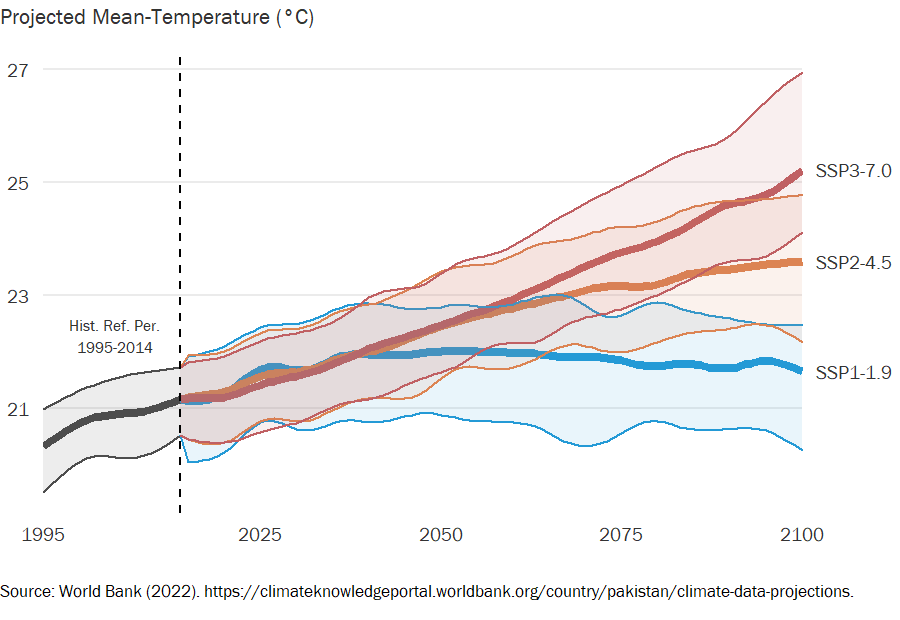 Projected Mean-Temperature (°C)
27
25
23
21
SSP3-7.0
SSP2-4.5
SSP1-1.9
Hist. Ref. Per.
1995-2014
1995 2025 2050 2075 2100
Source: World Bank (2022). https://climateknowledgeportal.worldbank.org/country/pakistan/climate-data-projections.